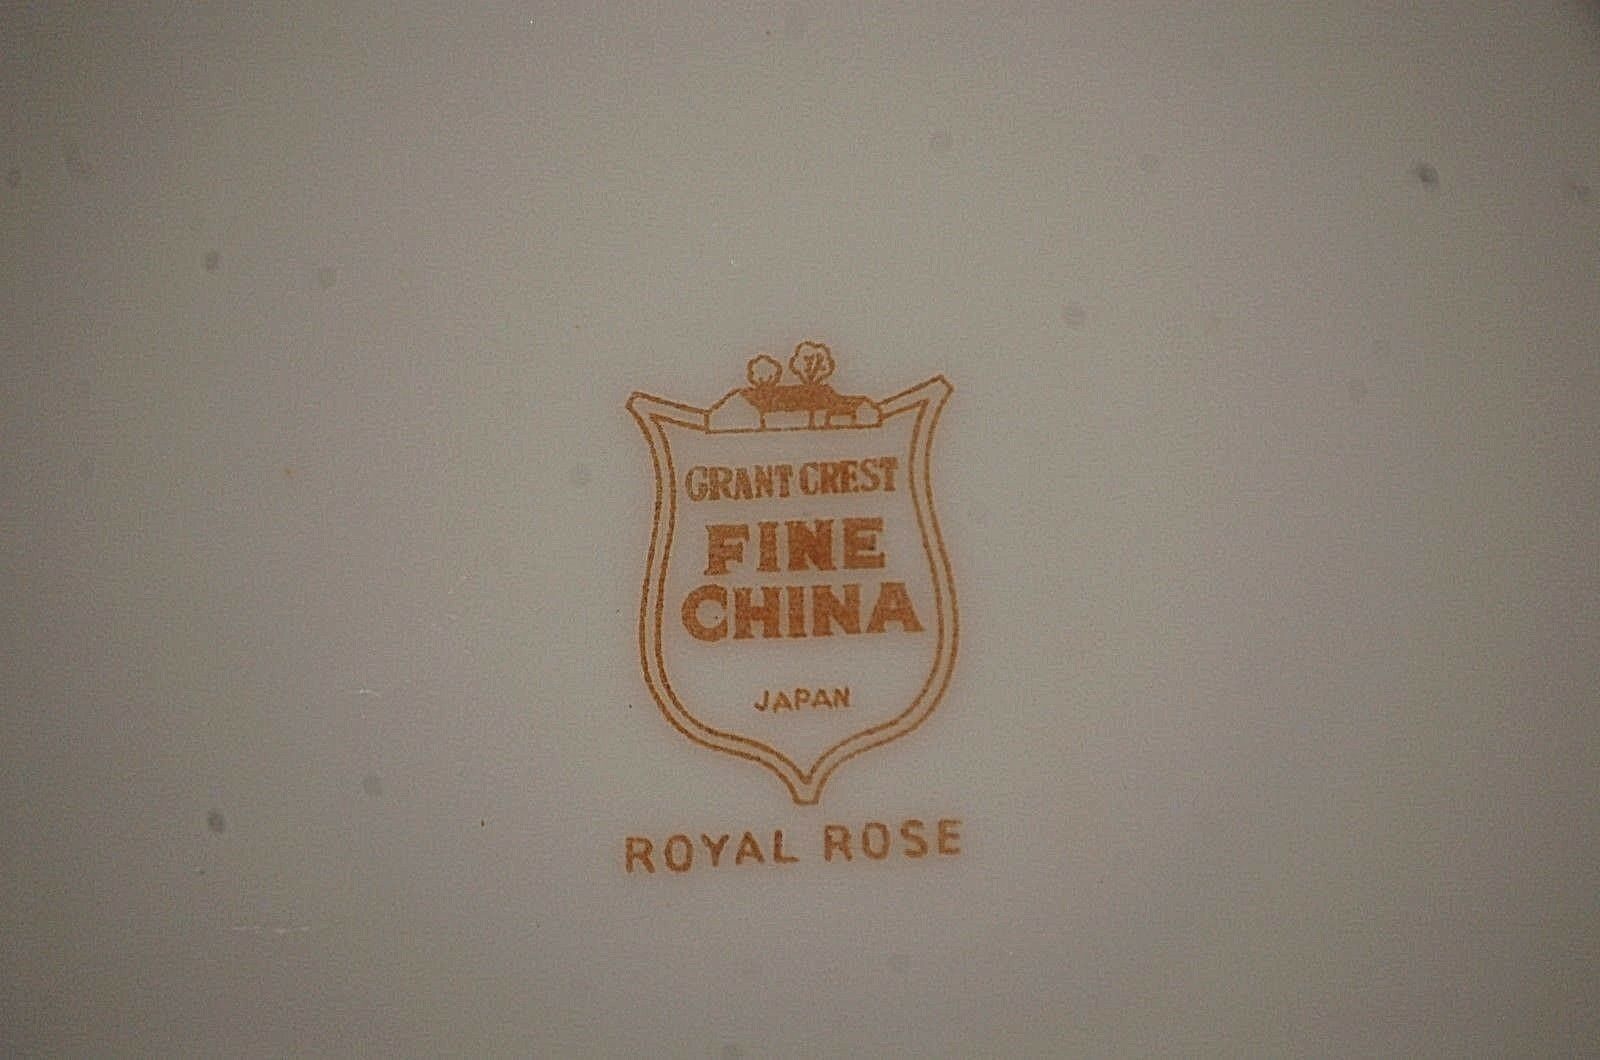 GRANT CREST
FINE
CHINA
JAPAN
ROYAL ROSE